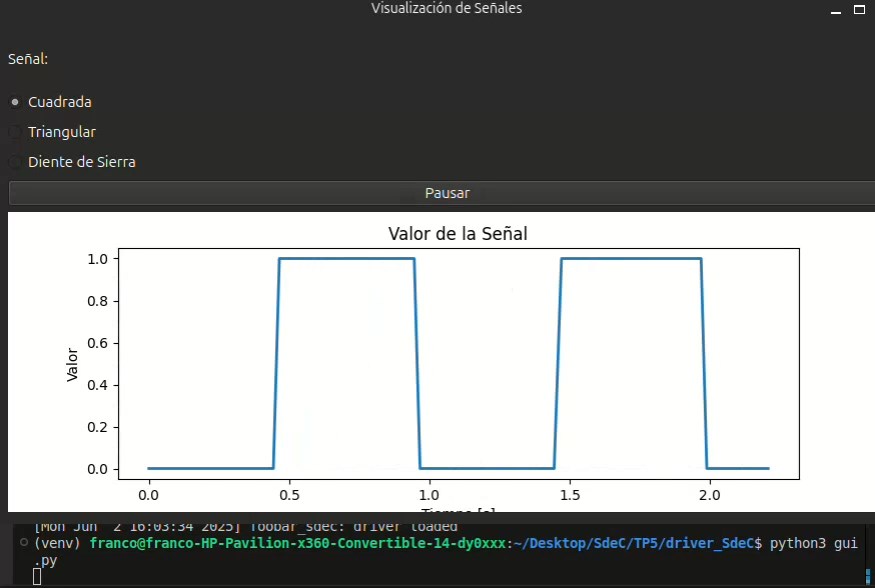 Visualización de Señales
Señal:
Cuadrada
Triangular
Diente de Sierra
Pausar
Valor de la Señal
1.0
0.8
0.6
0.4
0.2
0.0
Valor
0.0 0.5 1.0 1.5 2.0
Tiempo [s]
[Mon Jun  2 16:03:34 2025] foobar_sdec: driver loaded
(venv) franco@franco-HP-Pavilion-x360-Convertible-14-dy0xxx:~/Desktop/SdeC/TP5/driver_SdeC$ python3 gui
.py